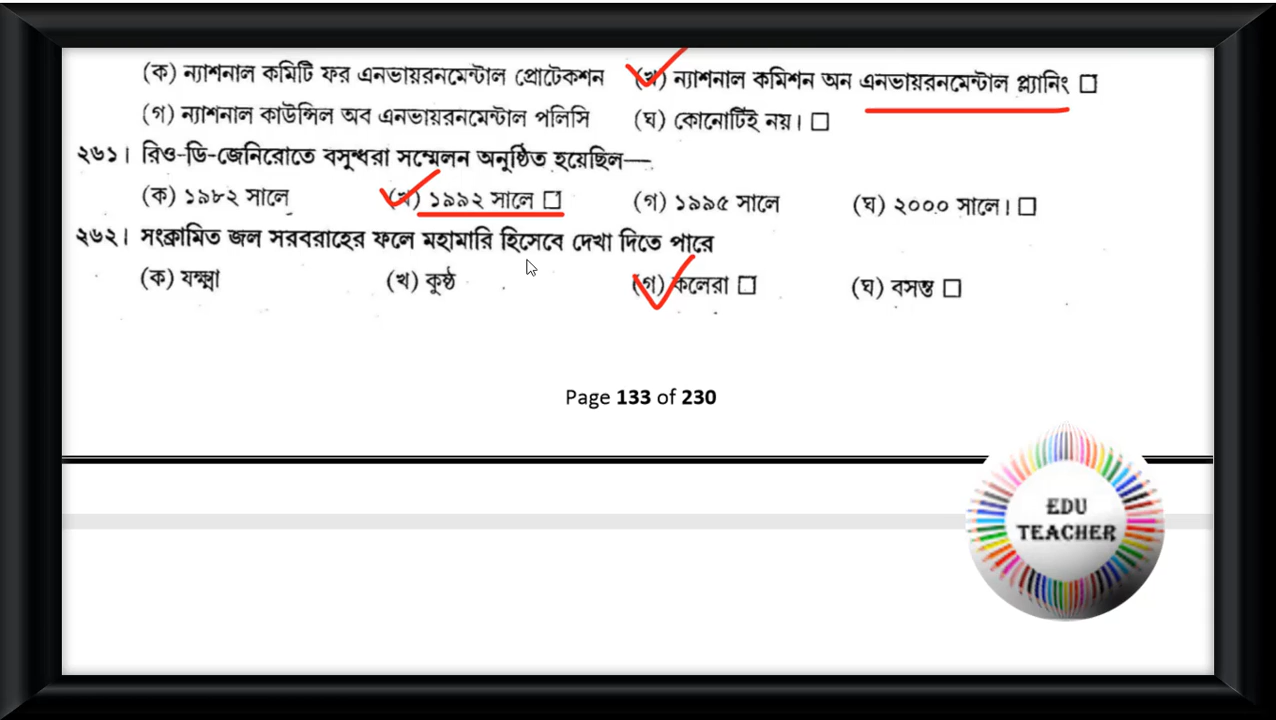 (ক) ন্যাশনাল কমিটি ফর এনভায়রনমেন্টাল প্রোটেকশন (খ) ন্যাশনাল কমিশন অন এনভায়রনমেন্টাল প্ল্যানিং
(গ) ন্যাশনাল কাউন্সিল অব এনভায়রনমেন্টাল পলিসি (ঘ) কোনোটিই নয়।
২৬১। রিও-ডি-জেনিরোতে বসুন্ধরা সম্মেলন অনুষ্ঠিত হয়েছিল—
(ক) ১৯৮২ সালে (খ) ১৯৯২ সালে (গ) ১৯৯৫ সালে (ঘ) ২০০০ সালে।
২৬২। সংক্রামিত জল সরবরাহের ফলে মহামারি হিসেবে দেখা দিতে পারে
(ক) যক্ষ্মা (খ) কুষ্ঠ (গ) কলেরা (ঘ) বসন্ত
Page 133 of 230
EDU
TEACHER